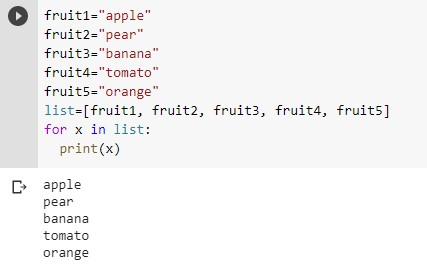 fruit1="apple"
fruit2="pear"
fruit3="banana"
fruit4="tomato"
fruit5="orange"
list=[fruit1, fruit2, fruit3, fruit4, fruit5]
for x in list:
  print(x)
apple
pear
banana
tomato
orange